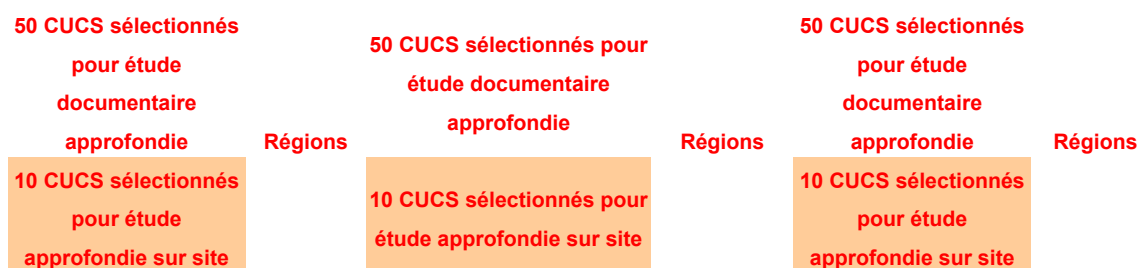 50 CUCS sélectionnés
pour étude
documentaire
approfondie
Régions
50 CUCS sélectionnés pour
étude documentaire
approfondie
Régions
50 CUCS sélectionnés
pour étude
documentaire
approfondie
Régions
10 CUCS sélectionnés
pour étude
approfondie sur site
10 CUCS sélectionnés pour
étude approfondie sur site
10 CUCS sélectionnés
pour étude
approfondie sur site